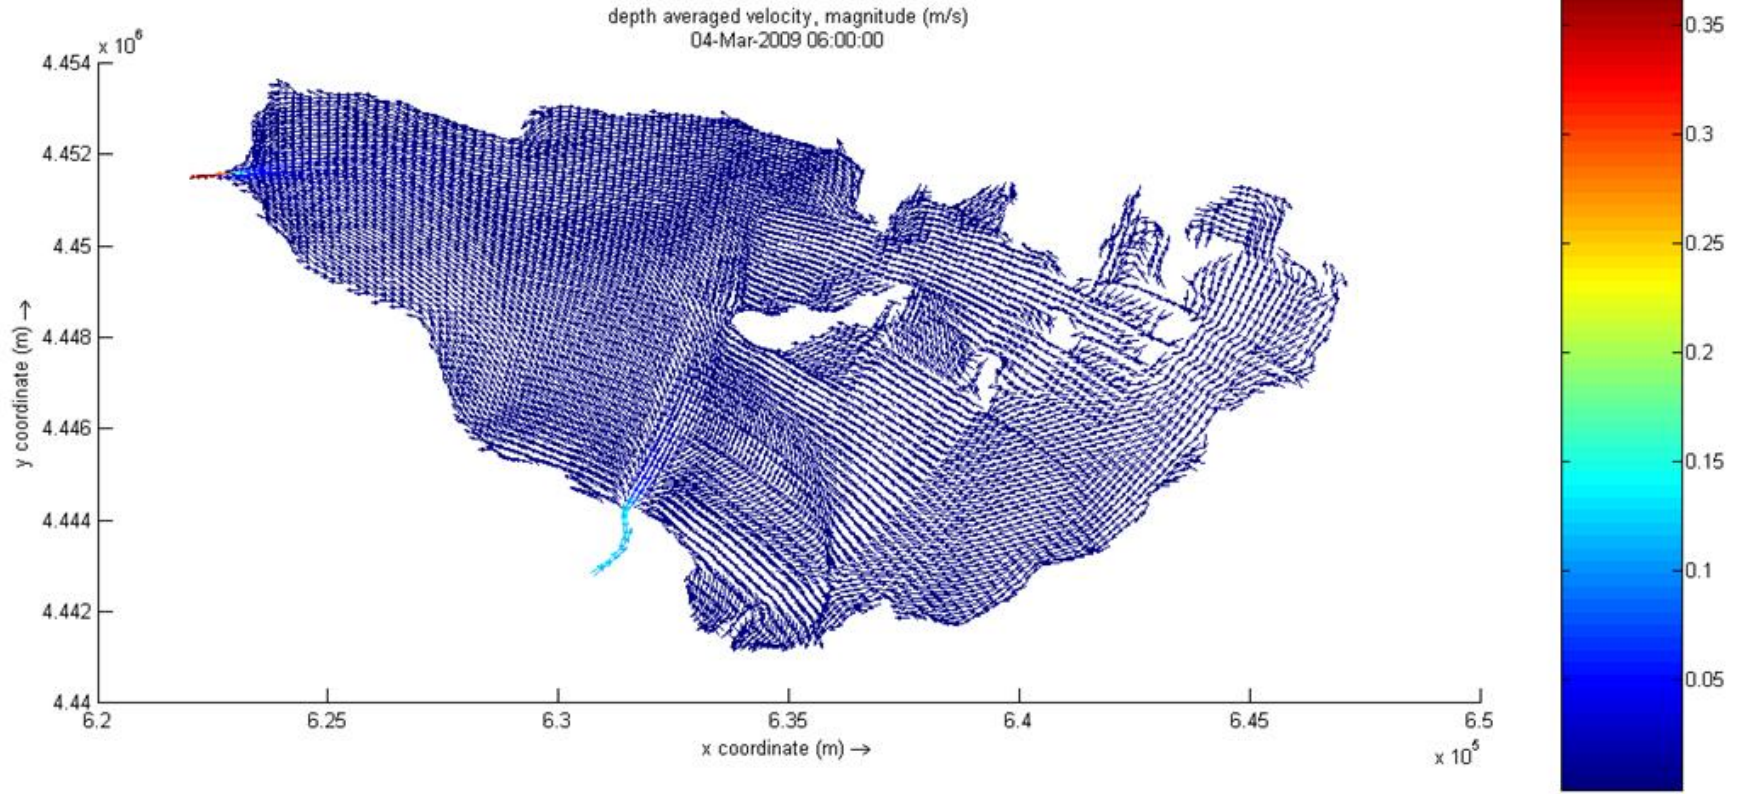 depth averaged velocity, magnitude (m/s)
04-Mar-2009 06:00:00
x 10^6
4.454
4.452
4.45
4.448
4.446
4.444
4.442
4.44
y coordinate (m) →
6.2 6.25 6.3 6.35 6.4 6.45 6.5
x coordinate (m) →
x 10^5
0.35
0.3
0.25
0.2
0.15
0.1
0.05